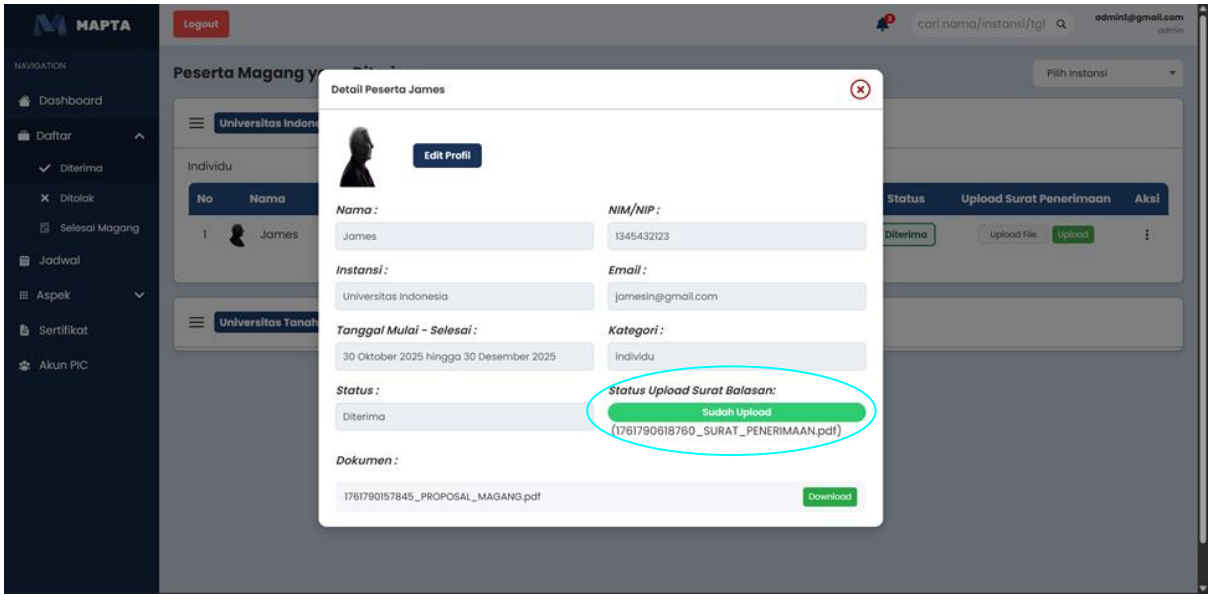 MAPTA
Logout
3
cari nama/instansi/tgl
admin1@gmail.com
admin
NAVIGATION
Dashboard
Daftar
Diterima
Ditolak
Selesai Magang
Jadwal
Aspek
Sertifikat
Akun PIC
Peserta Magang
Pilih Instansi
Universitas Indone
Individu
No Nama Status Upload Surat Penerimaan Aksi
1 James Diterima Upload File Upload
Universitas Tanah
Detail Peserta James
Edit Profil
Nama :
James
NIM/NIP :
1345432123
Instansi :
Universitas Indonesia
Email :
jamesin@gmail.com
Tanggal Mulai - Selesai :
30 Oktober 2025 hingga 30 Desember 2025
Kategori :
individu
Status :
Diterima
Status Upload Surat Balasan:
Sudah Upload
(1761790618760_SURAT_PENERIMAAN.pdf)
Dokumen :
1761790157845_PROPOSAL_MAGANG.pdf
Download